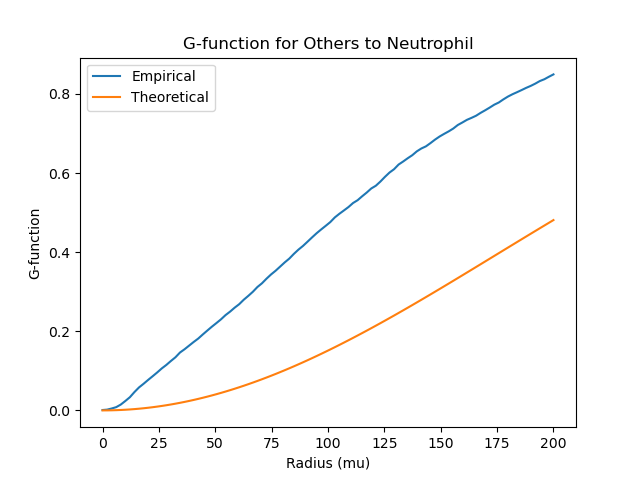 G-function for Others to Neutrophil
Empirical
Theoretical
G-function
0.8
0.6
0.4
0.2
0.0
0 25 50 75 100 125 150 175 200
Radius (mu)